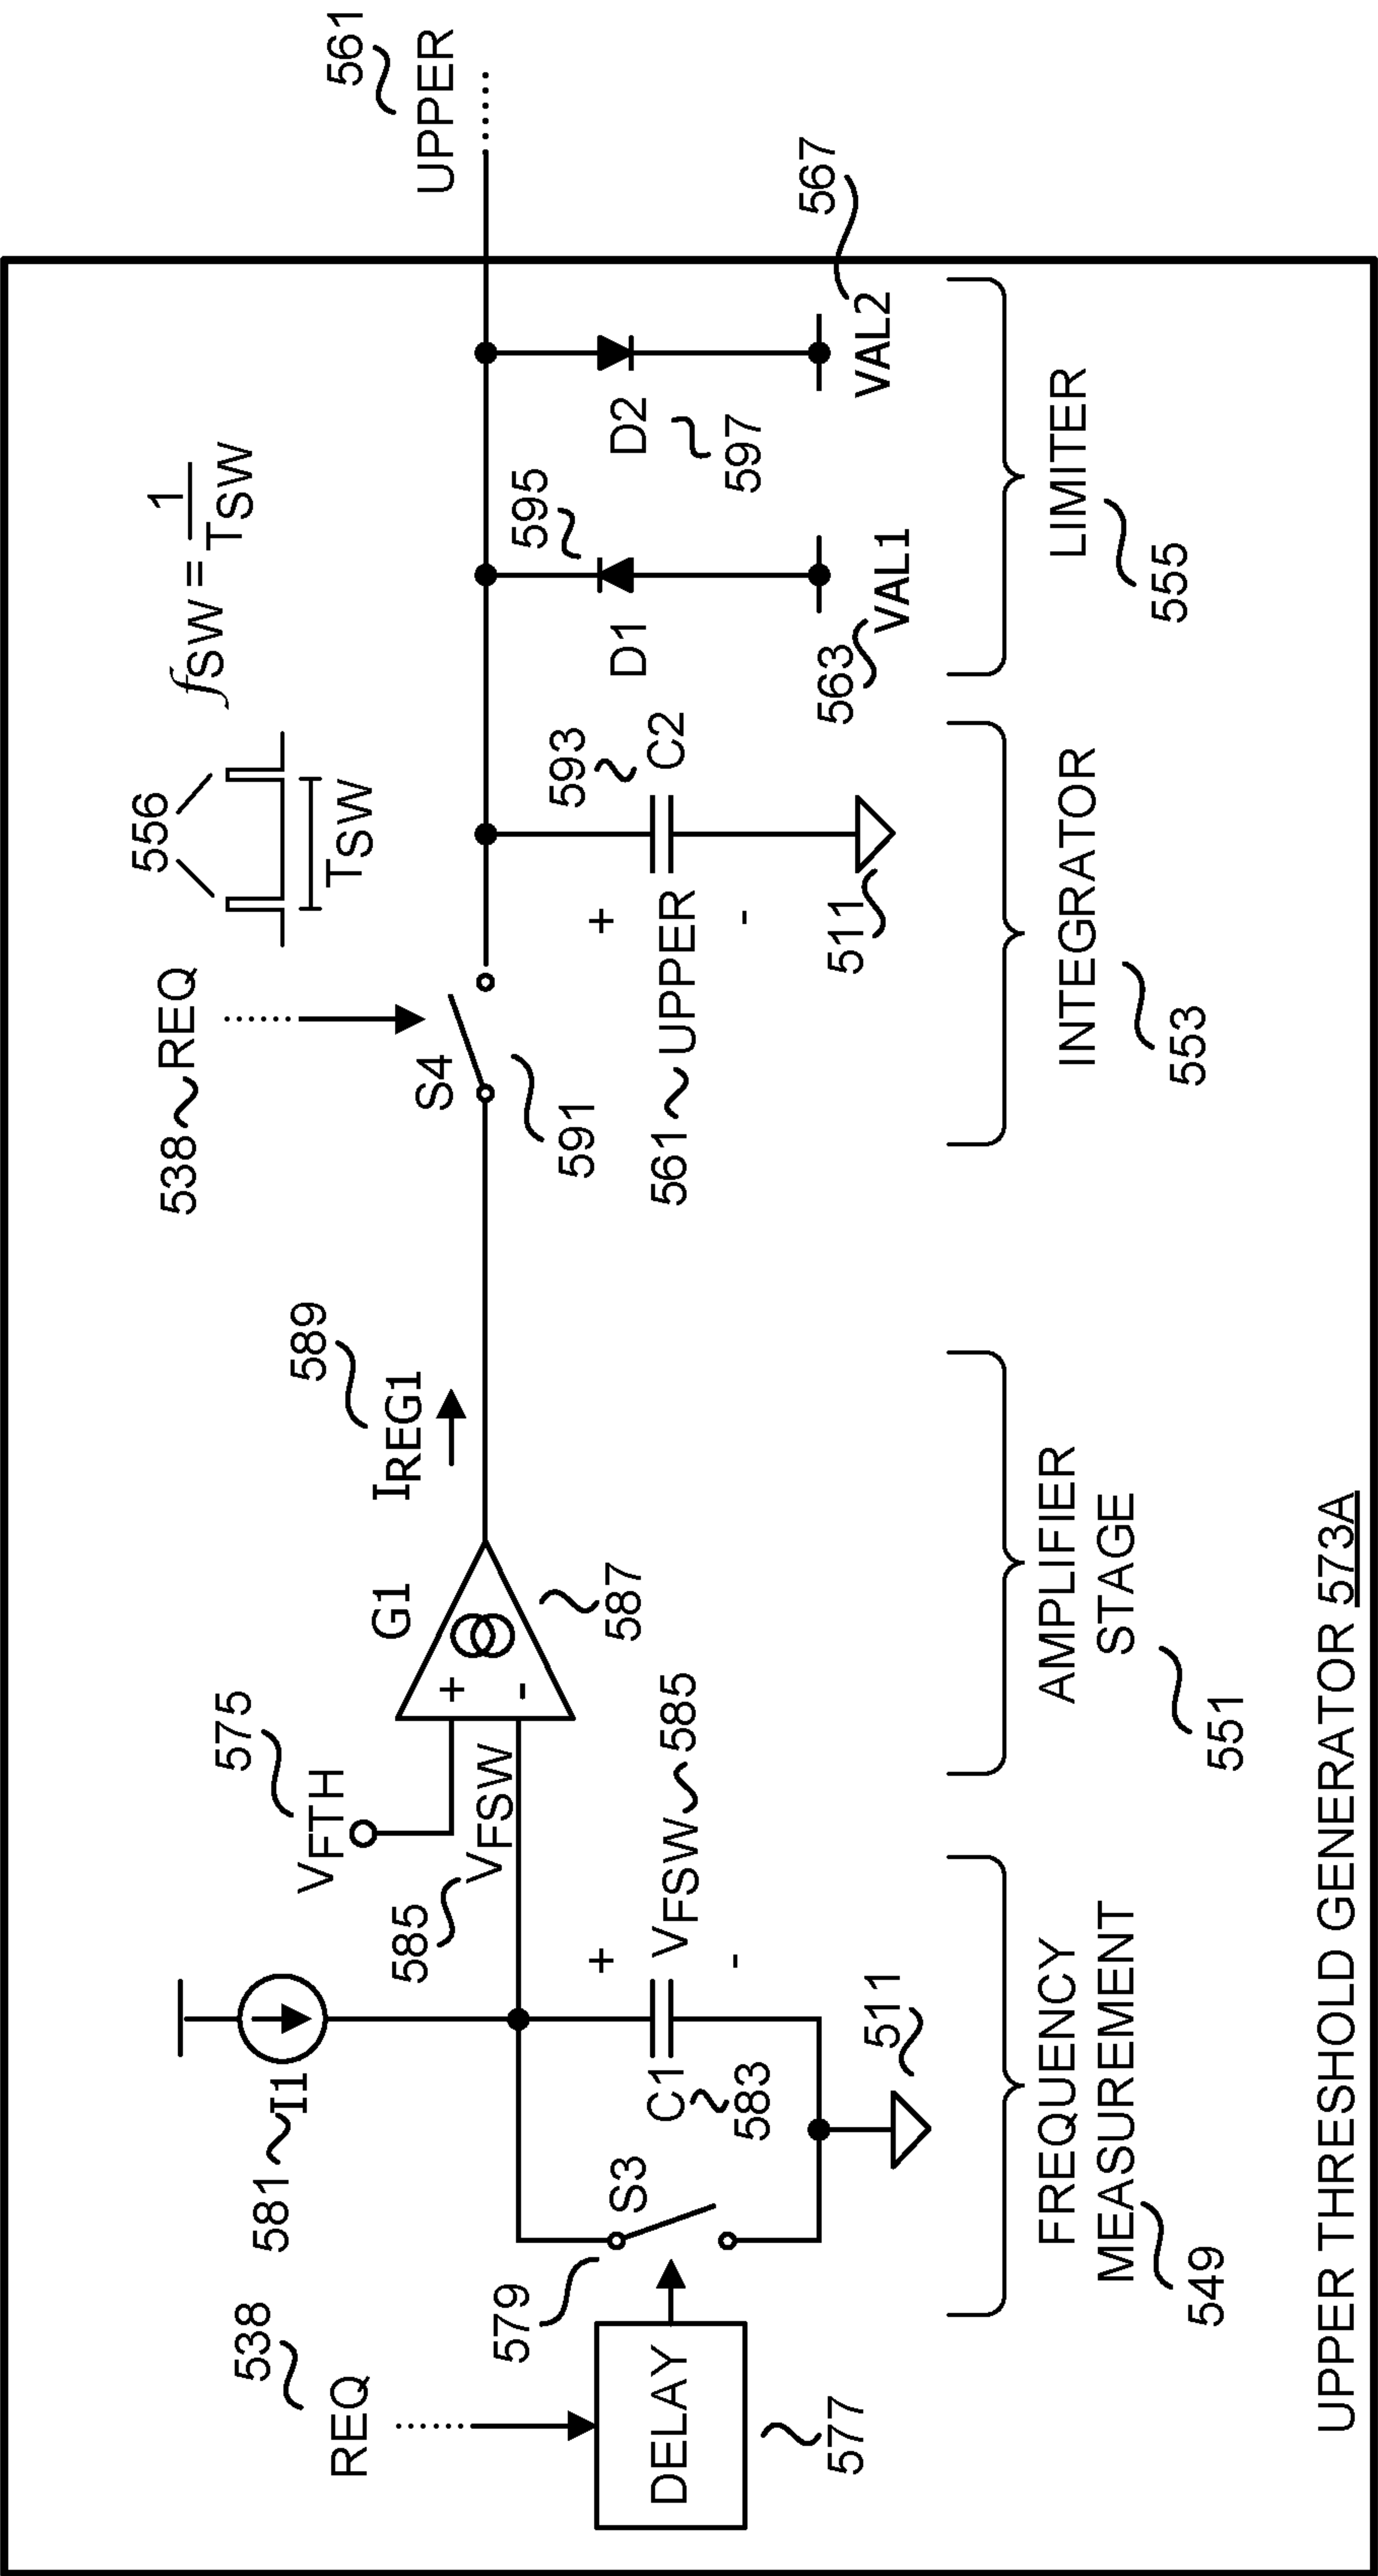 538
REQ
DELAY
577
579
S3
581
I1
C1
583
511
+
VFSW
585
-
FREQUENCY
MEASUREMENT
549
575
VFTH
585
VFSW
+
-
G1
587
589
IREG1
AMPLIFIER
STAGE
551
538
REQ
S4
591
556
TSW
fSW = 1
TSW
593
C2
+
561
UPPER
-
511
INTEGRATOR
553
595
D1
563
VAL1
D2
597
VAL2
567
LIMITER
555
561
UPPER
UPPER THRESHOLD GENERATOR 573A